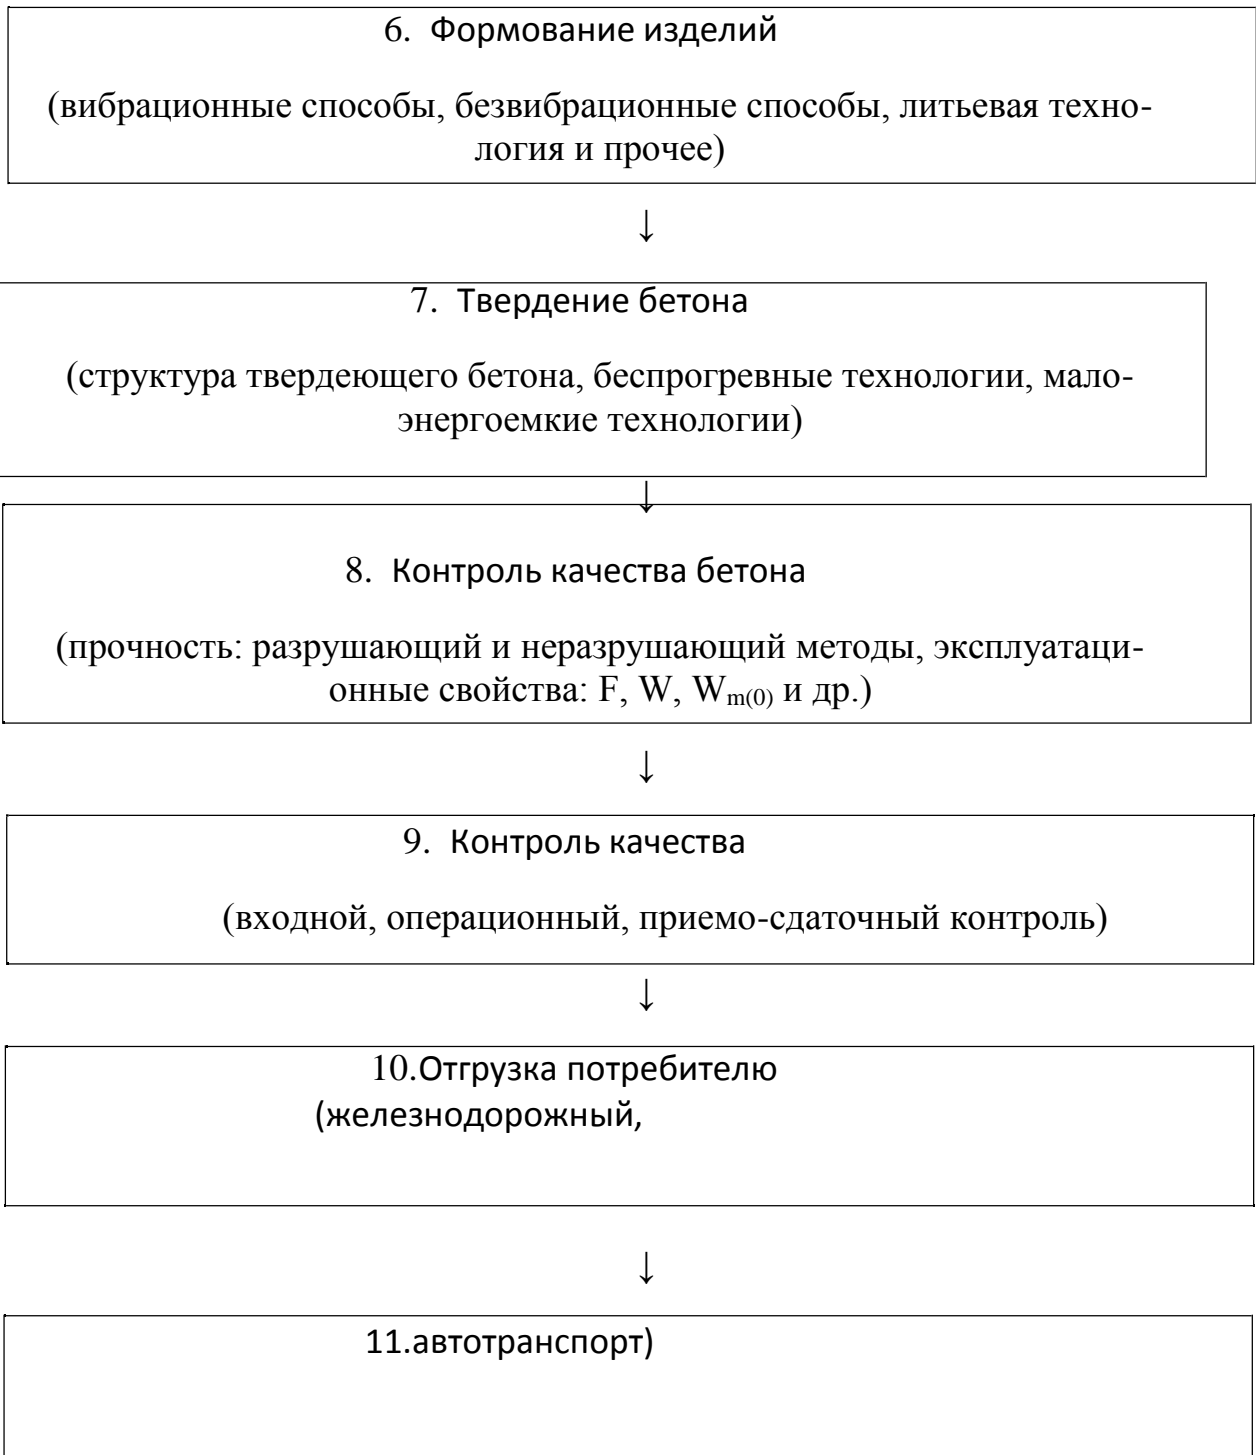 6. Формование изделий
(вибрационные способы, безвибрационные способы, литьевая техно-
логия и прочее)
↓
7. Твердение бетона
(структура твердеющего бетона, беспрогревные технологии, мало-
энергоемкие технологии)
↓
8. Контроль качества бетона
(прочность: разрушающий и неразрушающий методы, эксплуатаци-
онные свойства: F, W, Wm(0) и др.)
↓
9. Контроль качества
(входной, операционный, приемо-сдаточный контроль)
↓
10.Отгрузка потребителю
(железнодорожный,
↓
11.автотранспорт)